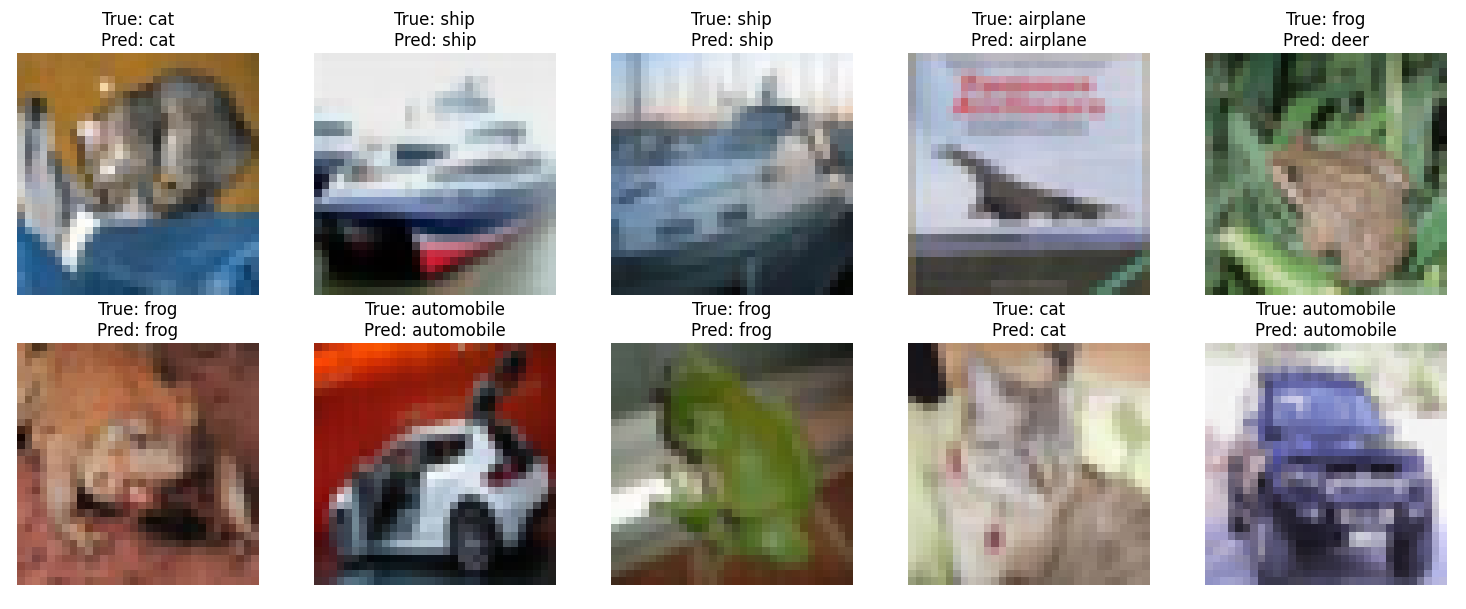 True: cat
Pred: cat
True: ship
Pred: ship
True: ship
Pred: ship
True: airplane
Pred: airplane
True: frog
Pred: deer
True: frog
Pred: frog
True: automobile
Pred: automobile
True: frog
Pred: frog
True: cat
Pred: cat
True: automobile
Pred: automobile